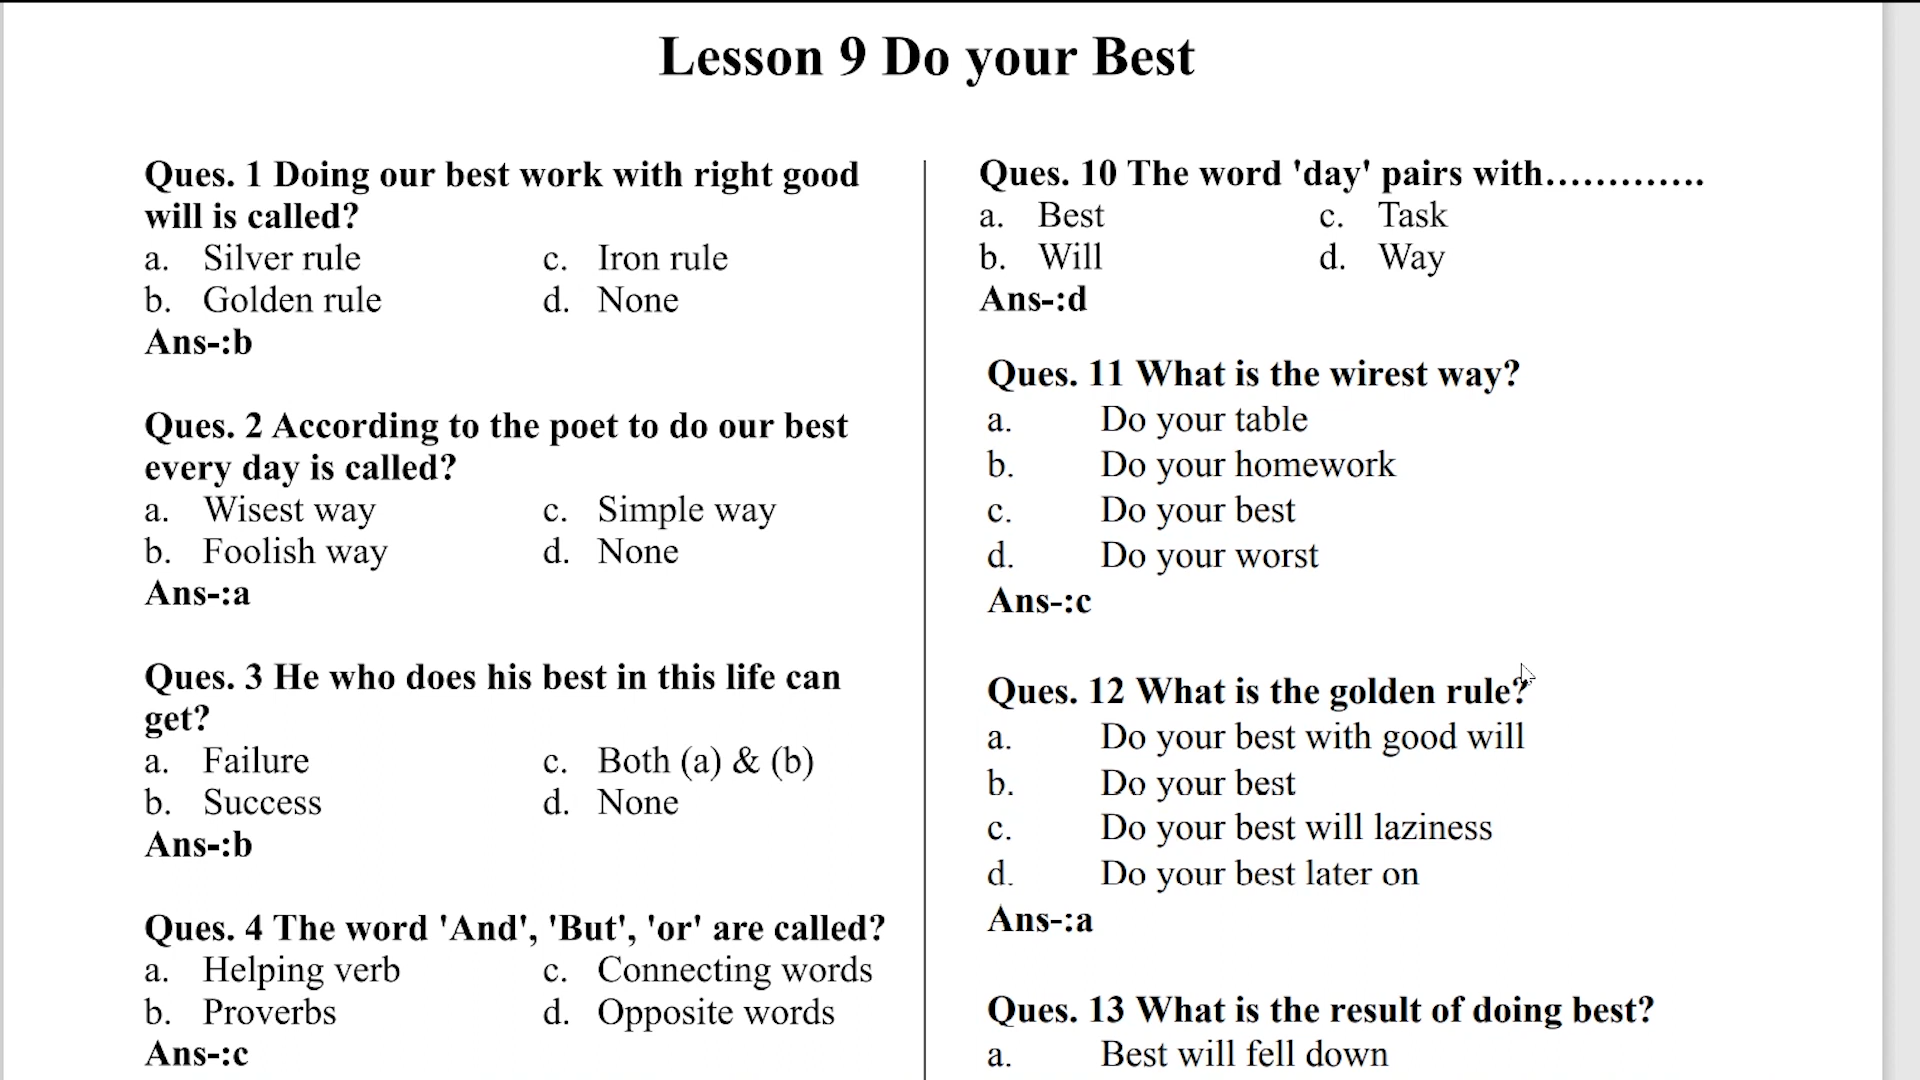 Lesson 9 Do your Best
Ques. 1 Doing our best work with right good
will is called?
a. Silver rule c. Iron rule
b. Golden rule d. None
Ans-:b
Ques. 2 According to the poet to do our best
every day is called?
a. Wisest way c. Simple way
b. Foolish way d. None
Ans-:a
Ques. 3 He who does his best in this life can
get?
a. Failure c. Both (a) & (b)
b. Success d. None
Ans-:b
Ques. 4 The word 'And', 'But', 'or' are called?
a. Helping verb c. Connecting words
b. Proverbs d. Opposite words
Ans-:c
Ques. 10 The word 'day' pairs with.............
a. Best c. Task
b. Will d. Way
Ans-:d
Ques. 11 What is the wirest way?
a. Do your table
b. Do your homework
c. Do your best
d. Do your worst
Ans-:c
Ques. 12 What is the golden rule?
a. Do your best with good will
b. Do your best
c. Do your best will laziness
d. Do your best later on
Ans-:a
Ques. 13 What is the result of doing best?
a. Best will fell down